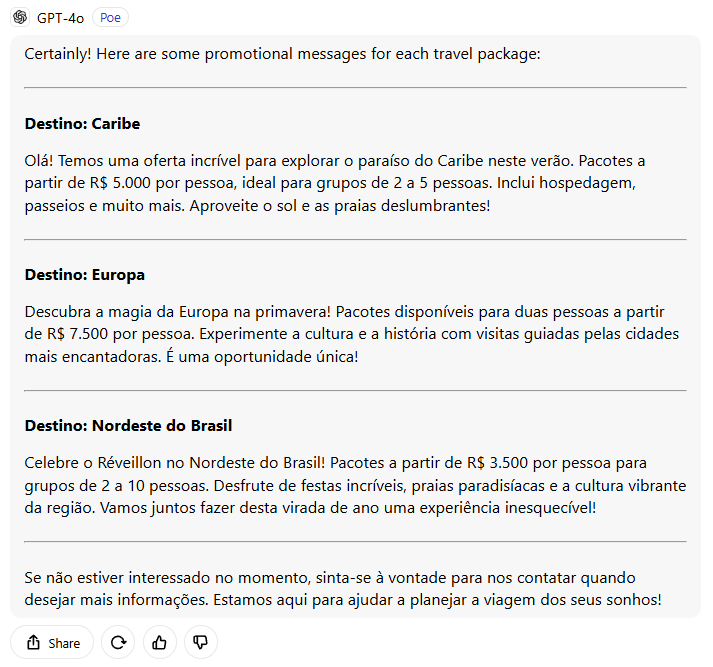 GPT-4o Poe
Certainly! Here are some promotional messages for each travel package:
Destino: Caribe
Olá! Temos uma oferta incrível para explorar o paraíso do Caribe neste verão. Pacotes a
partir de R$ 5.000 por pessoa, ideal para grupos de 2 a 5 pessoas. Inclui hospedagem,
passeios e muito mais. Aproveite o sol e as praias deslumbrantes!
Destino: Europa
Descubra a magia da Europa na primavera! Pacotes disponíveis para duas pessoas a partir
de R$ 7.500 por pessoa. Experimente a cultura e a história com visitas guiadas pelas cidades
mais encantadoras. É uma oportunidade única!
Destino: Nordeste do Brasil
Celebre o Réveillon no Nordeste do Brasil! Pacotes a partir de R$ 3.500 por pessoa para
grupos de 2 a 10 pessoas. Desfrute de festas incríveis, praias paradisíacas e a cultura vibrante
da região. Vamos juntos fazer desta virada de ano uma experiência inesquecível!
Se não estiver interessado no momento, sinta-se à vontade para nos contatar quando
desejar mais informações. Estamos aqui para ajudar a planejar a viagem dos seus sonhos!
Share